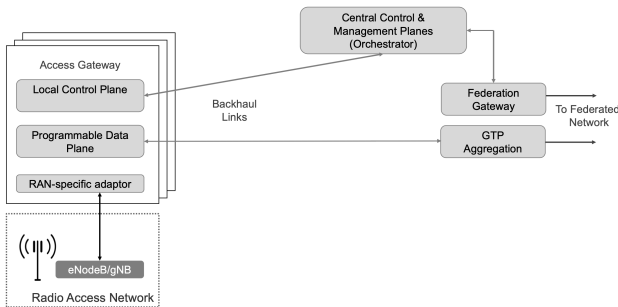 Central Control &
Management Planes
(Orchestrator)
Access Gateway
Local Control Plane
Backhaul
Links
Federation
Gateway
To Federated
Network
Programmable Data
Plane
GTP
Aggregation
RAN-specific adaptor
eNodeB/gNB
Radio Access Network